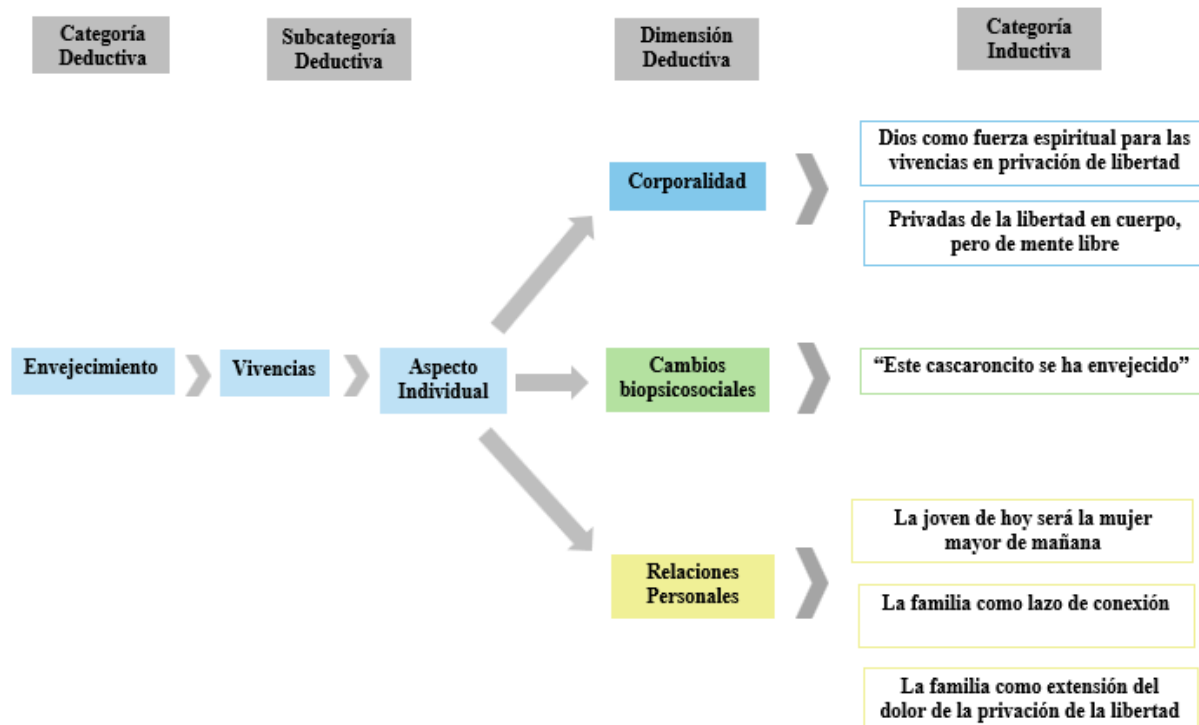 Categoría
Deductiva
Subcategoría
Deductiva
Dimensión
Deductiva
Categoría
Inductiva
Dios como fuerza espiritual para las
vivencias en privación de libertad
Corporalidad
Privadas de la libertad en cuerpo,
pero de mente libre
Envejecimiento
Vivencias
Aspecto
Individual
Cambios
biopsicosociales
“Este cascaroncito se ha envejecido”
La joven de hoy será la mujer
mayor de mañana
Relaciones
Personales
La familia como lazo de conexión
La familia como extensión del
dolor de la privación de la libertad